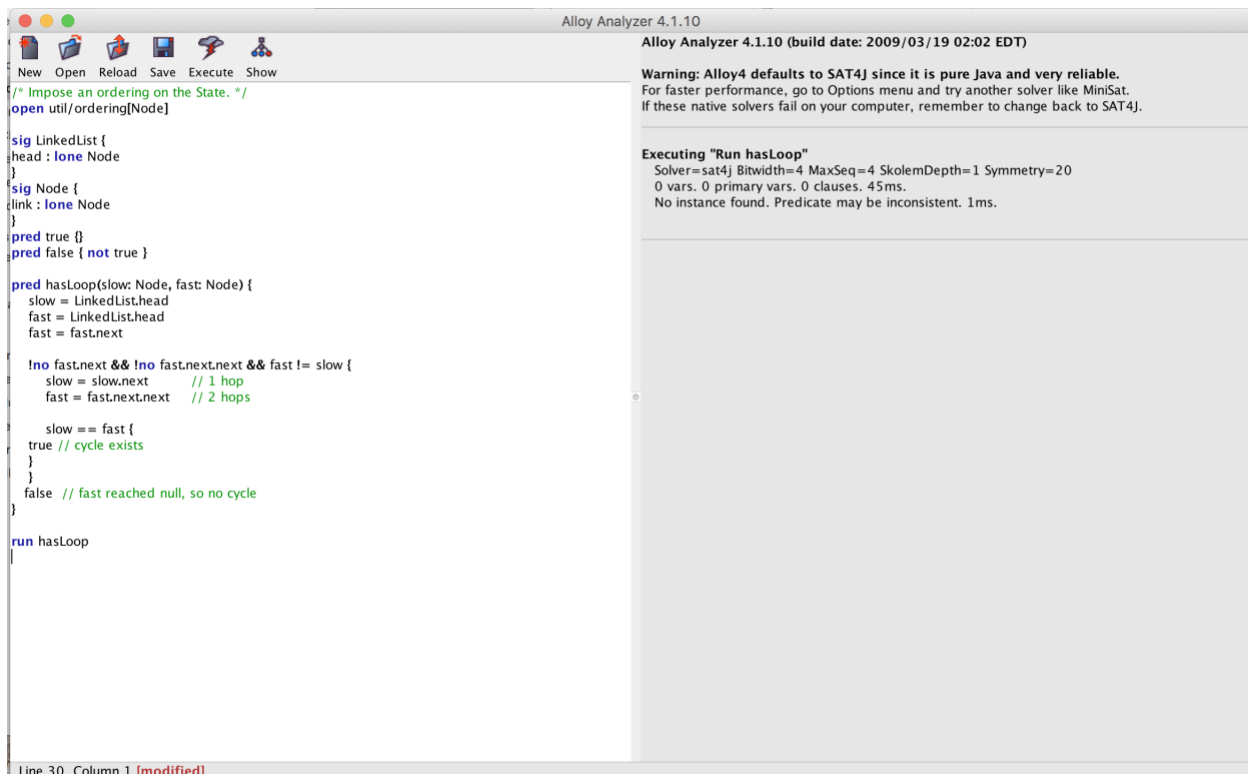 Alloy Analyzer 4.1.10
New Open Reload Save Execute Show
/* Impose an ordering on the State. */
open util/ordering[Node]
sig LinkedList {
head : lone Node
}
sig Node {
link : lone Node
}
pred true {}
pred false { not true }
pred hasLoop(slow: Node, fast: Node) {
slow = LinkedList.head
fast = LinkedList.head
fast = fast.next
!no fast.next && !no fast.next.next && fast != slow {
slow = slow.next // 1 hop
fast = fast.next.next // 2 hops
slow == fast {
true // cycle exists
}
}
false // fast reached null, so no cycle
}
run hasLoop
Line 30, Column 1 [modified]
Alloy Analyzer 4.1.10 (build date: 2009/03/19 02:02 EDT)
Warning: Alloy4 defaults to SAT4J since it is pure Java and very reliable.
For faster performance, go to Options menu and try another solver like MiniSat.
If these native solvers fail on your computer, remember to change back to SAT4J.
Executing "Run hasLoop"
Solver=sat4j Bitwidth=4 MaxSeq=4 SkolemDepth=1 Symmetry=20
0 vars. 0 primary vars. 0 clauses. 45ms.
No instance found. Predicate may be inconsistent. 1ms.